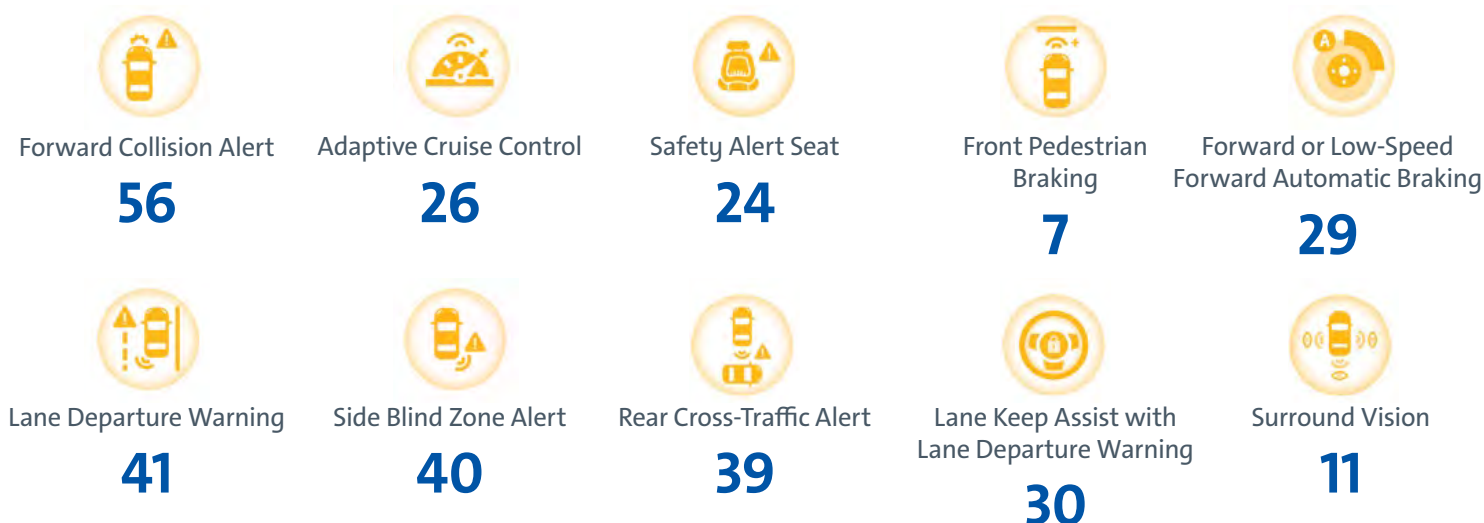 A
Forward Collision Alert
56
Adaptive Cruise Control
26
Safety Alert Seat
24
Front Pedestrian
Braking
7
Forward or Low-Speed
Forward Automatic Braking
29
Lane Departure Warning
41
Side Blind Zone Alert
40
Rear Cross-Traffic Alert
39
Lane Keep Assist with
Lane Departure Warning
30
Surround Vision
11